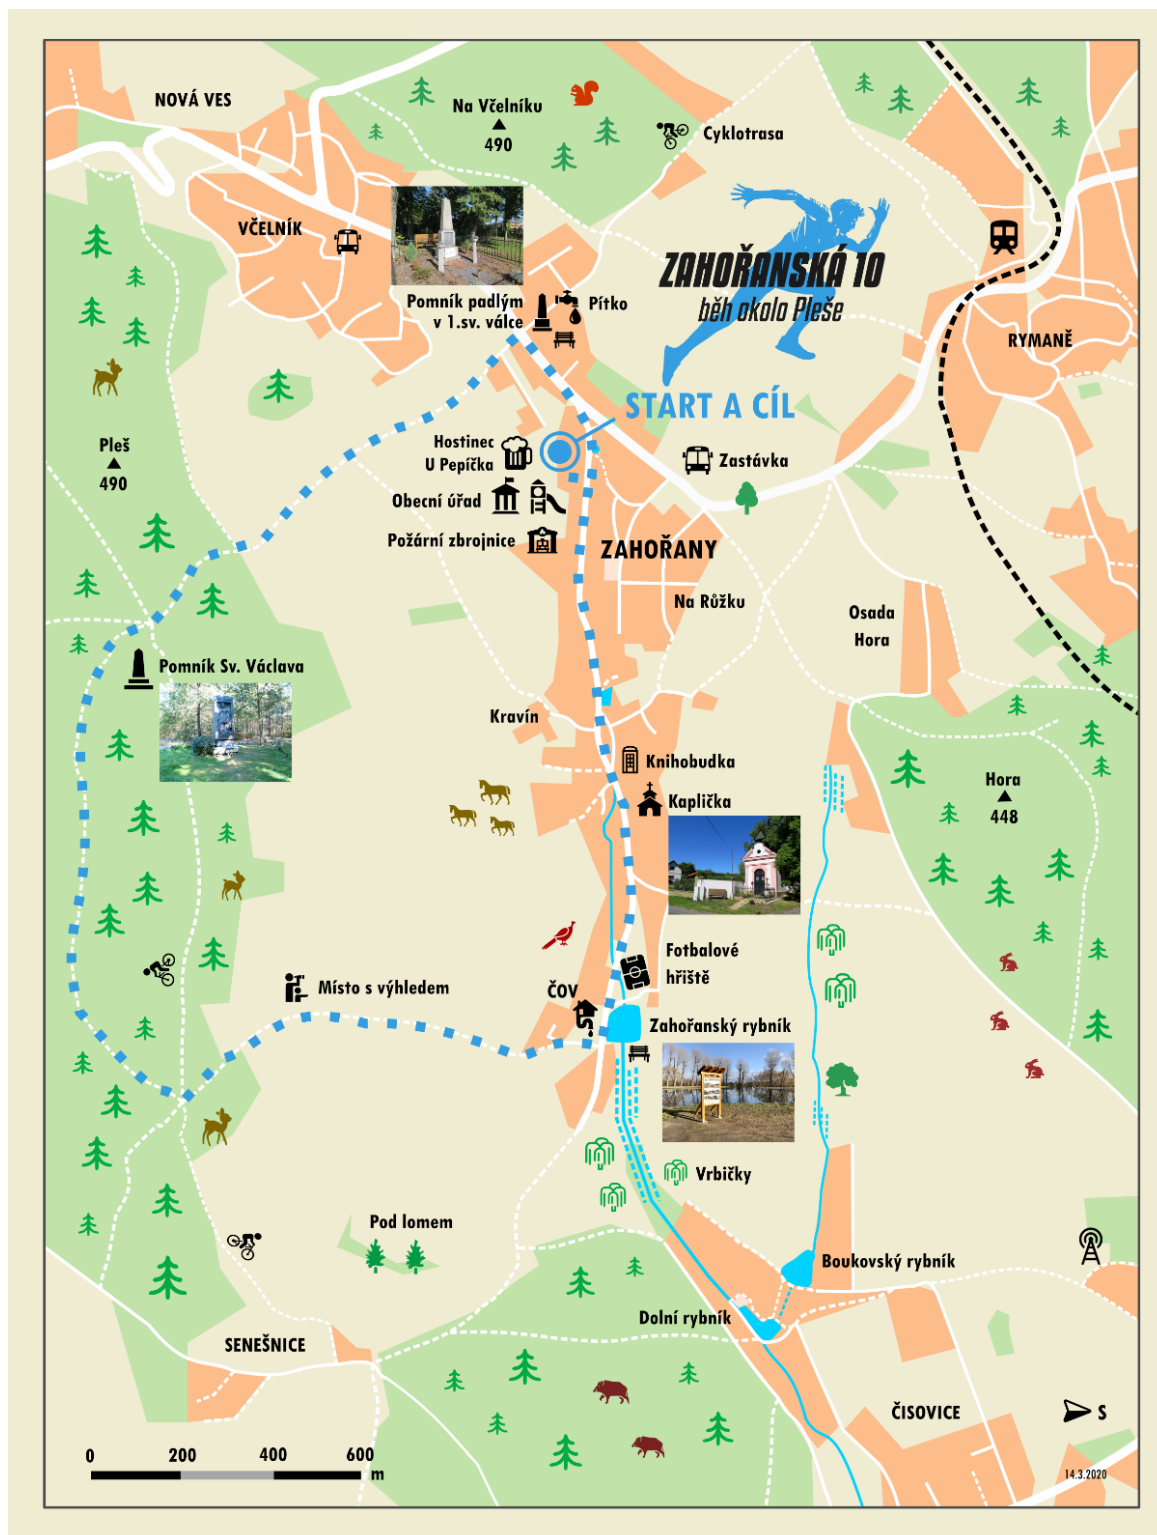 NOVÁ VES
Na Včelníku
490
Cyklotrasa
VČELNÍK
ZAHOŘANSKÁ 10
běh okolo Pleše
Pomník padlým
v 1.sv. válce
Pítko
RYMANĚ
START A CÍL
Hostinec
U Pepíčka
Zastávka
Pleš
490
Obecní úřad
Požární zbrojnice
ZAHOŘANY
Na Růžku
Osada
Hora
Pomník Sv. Václava
Kravín
Knihobudka
Kaplička
Hora
448
Fotbalové
hřiště
Místo s výhledem
ČOV
Zahořanský rybník
Vrbičky
Pod lomem
Boukovský rybník
Dolní rybník
SENEŠNICE
ČISOVICE
S
0 200 400 600 m
14.3.2020